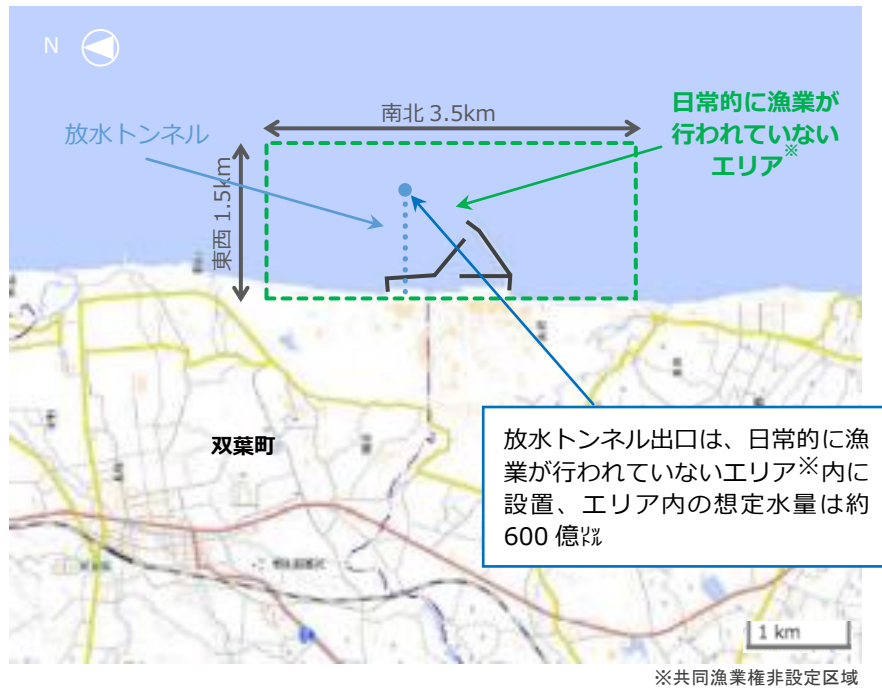 N
南北 3.5km
日常的に漁業が
行われていない
エリア※
放水トンネル
東西 1.5km
双葉町
放水トンネル出口は、日常的に漁
業が行われていないエリア※内に
設置、エリア内の想定水量は約
600 億㍑
1 km
※共同漁業権非設定区域